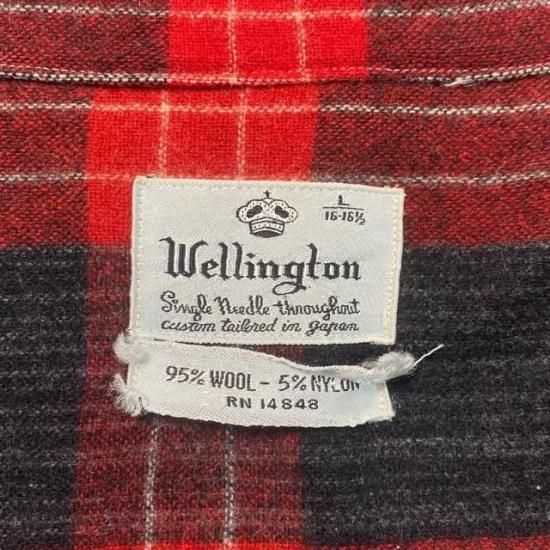 L
16-16½
Wellington
Single Needle throughout
custom tailored in Japan
95% WOOL - 5% NYLON
RN 14848